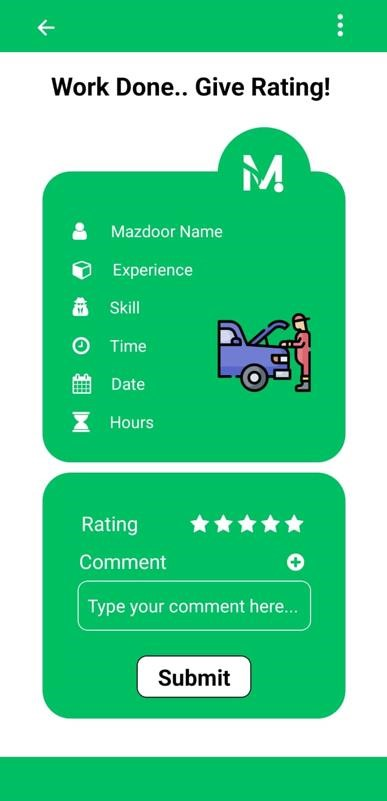 Work Done.. Give Rating!
M
Mazdoor Name
Experience
Skill
Time
Date
Hours
Rating
Comment
Type your comment here...
Submit